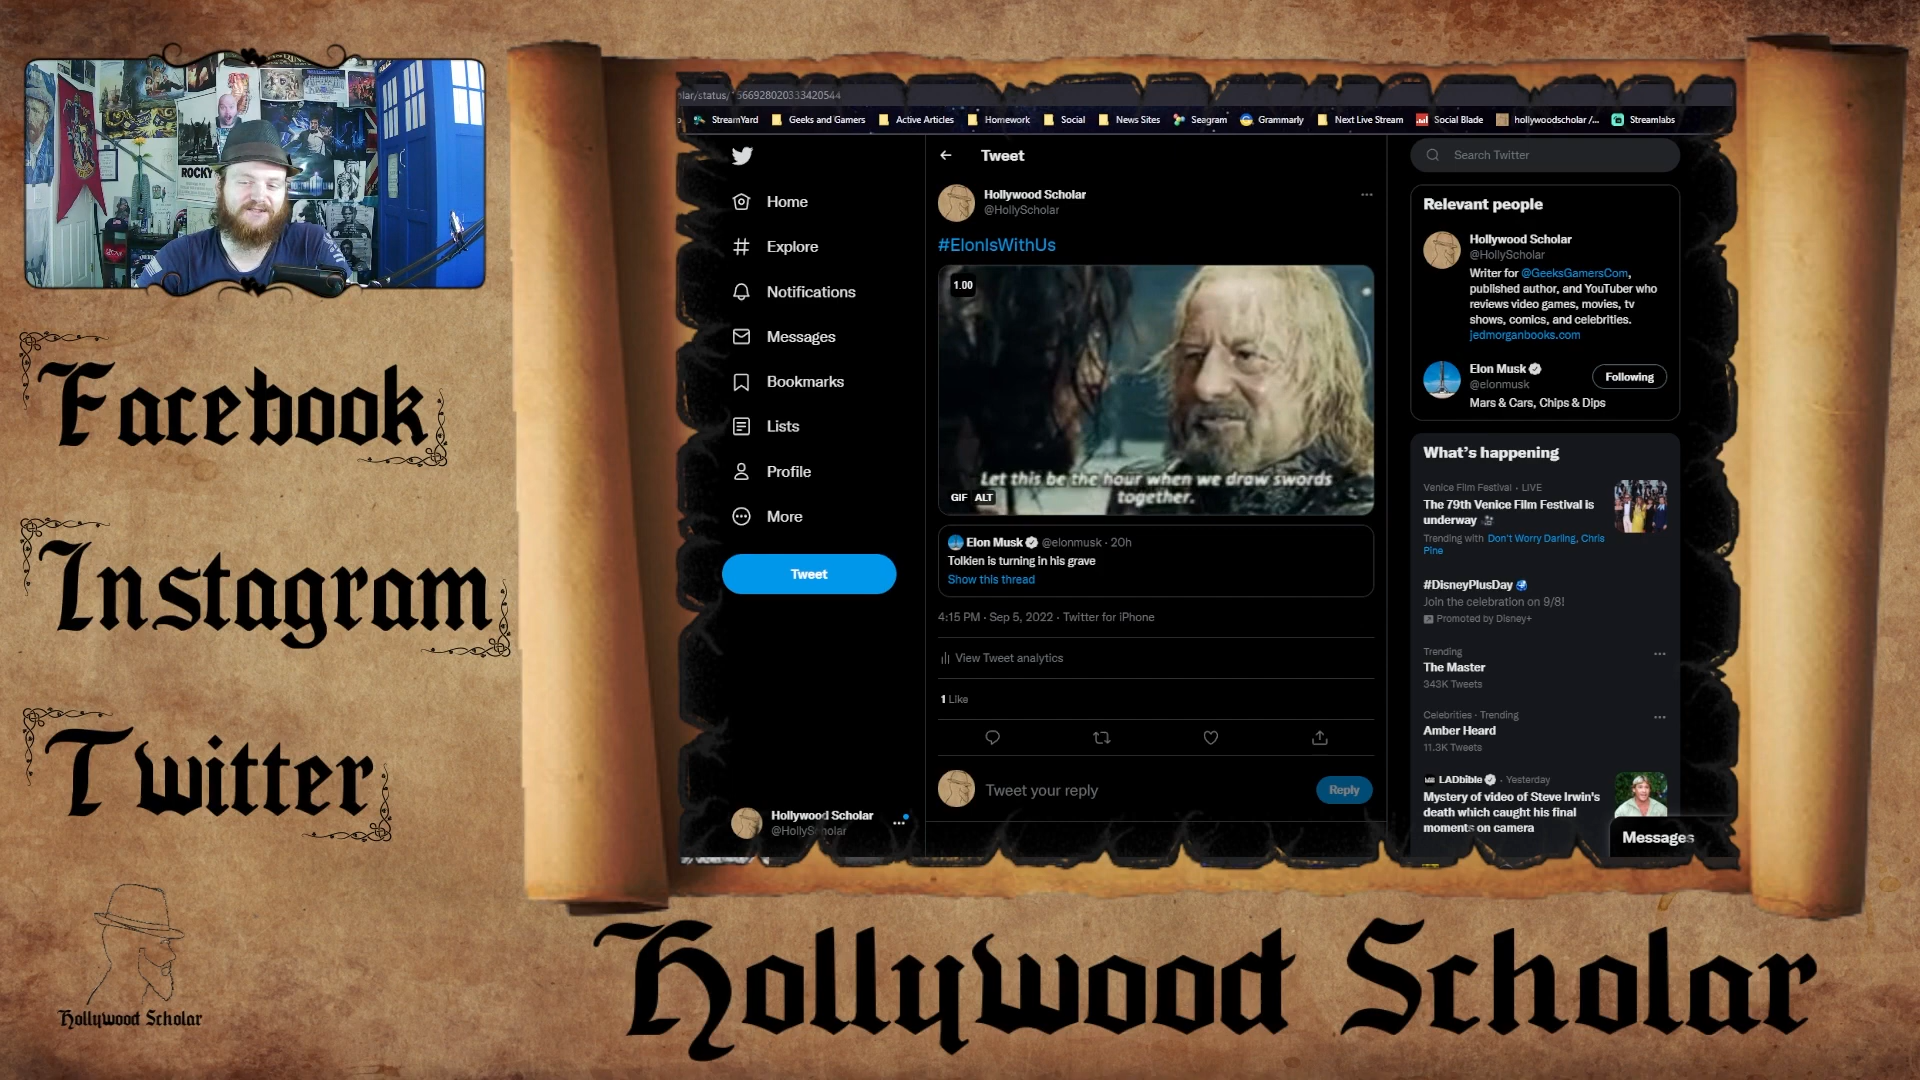 ROCKY
Facebook
Instagram
Twitter
Hollywood Scholar
lar/status/1566928020333420544
StreamYard Geeks and Gamers Active Articles Homework Social News Sites Seagram Grammarly Next Live Stream Social Blade hollywoodscholar /... Streamlabs
Home
Explore
Notifications
Messages
Bookmarks
Lists
Profile
More
Tweet
Hollywood Scholar
@HollyScholar
Tweet
Hollywood Scholar
@HollyScholar
#ElonIsWithUs
1.00
Let this be the hour when we draw swords
together.
GIF ALT
Elon Musk @elonmusk · 20h
Tolkien is turning in his grave
Show this thread
4:15 PM · Sep 5, 2022 · Twitter for iPhone
View Tweet analytics
1 Like
Tweet your reply
Reply
Search Twitter
Relevant people
Hollywood Scholar
@HollyScholar
Writer for @GeeksGamersCom,
published author, and YouTuber who
reviews video games, movies, tv
shows, comics, and celebrities.
jedmorganbooks.com
Elon Musk
@elonmusk
Following
Mars & Cars, Chips & Dips
What's happening
Venice Film Festival · LIVE
The 79th Venice Film Festival is
underway
Trending with Don't Worry Darling, Chris
Pine
#DisneyPlusDay
Join the celebration on 9/8!
Promoted by Disney+
Trending
The Master
343K Tweets
Celebrities · Trending
Amber Heard
11.3K Tweets
LADbible · Yesterday
Mystery of video of Steve Irwin's
death which caught his final
moments on camera
Messages
Hollywood Scholar